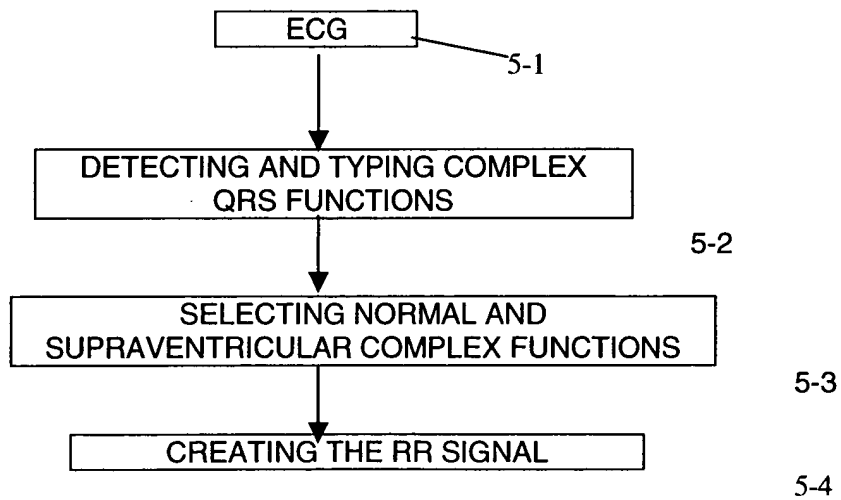 ECG
5-1
DETECTING AND TYPING COMPLEX
QRS FUNCTIONS
5-2
SELECTING NORMAL AND
SUPRAVENTRICULAR COMPLEX FUNCTIONS
5-3
CREATING THE RR SIGNAL
5-4